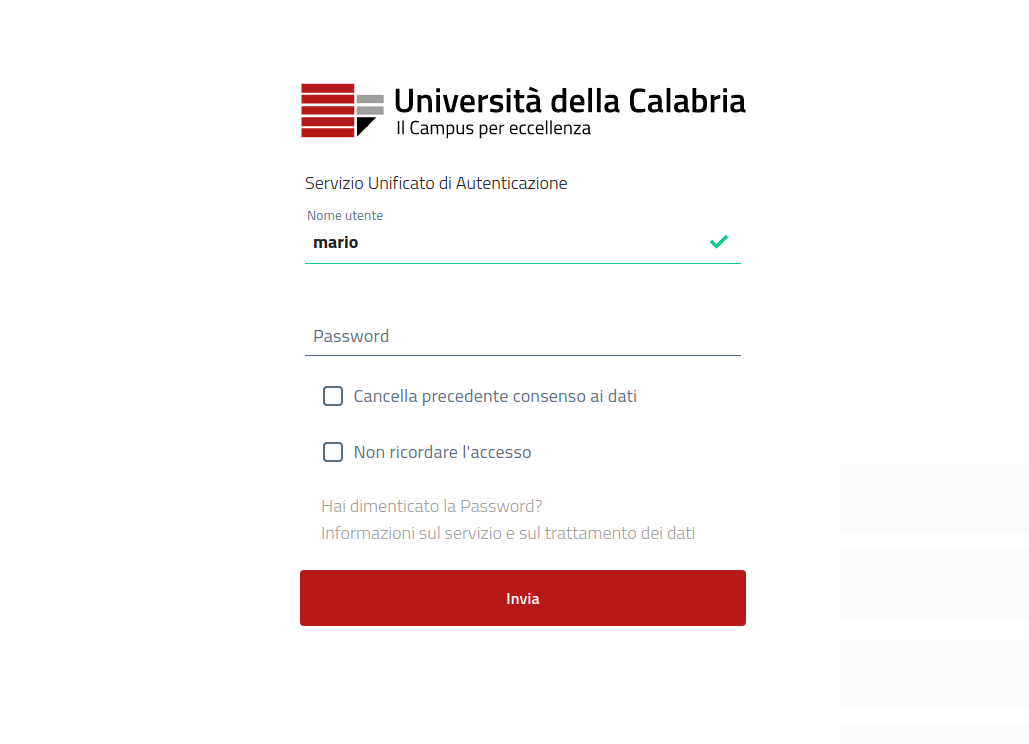 Università della Calabria
Il Campus per eccellenza
Servizio Unificato di Autenticazione
Nome utente
mario
Password
Cancella precedente consenso ai dati
Non ricordare l'accesso
Hai dimenticato la Password?
Informazioni sul servizio e sul trattamento dei dati
Invia